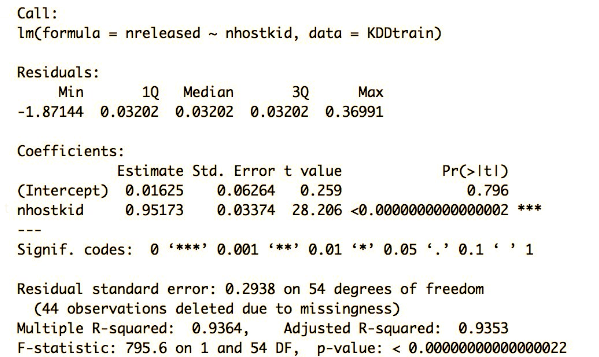 Call:
lm(formula = nreleased ~ nhostkid, data = KDDtrain)
Residuals:
Min 1Q Median 3Q Max
-1.87144 0.03202 0.03202 0.03202 0.36991
Coefficients:
Estimate Std. Error t value Pr(>|t|)
(Intercept) 0.01625 0.06264 0.259 0.796
nhostkid 0.95173 0.03374 28.206 <0.0000000000000002 ***
---
Signif. codes: 0 ‘***’ 0.001 ‘**’ 0.01 ‘*’ 0.05 ‘.’ 0.1 ‘ ’ 1
Residual standard error: 0.2938 on 54 degrees of freedom
(44 observations deleted due to missingness)
Multiple R-squared: 0.9364, Adjusted R-squared: 0.9353
F-statistic: 795.6 on 1 and 54 DF, p-value: < 0.00000000000000022